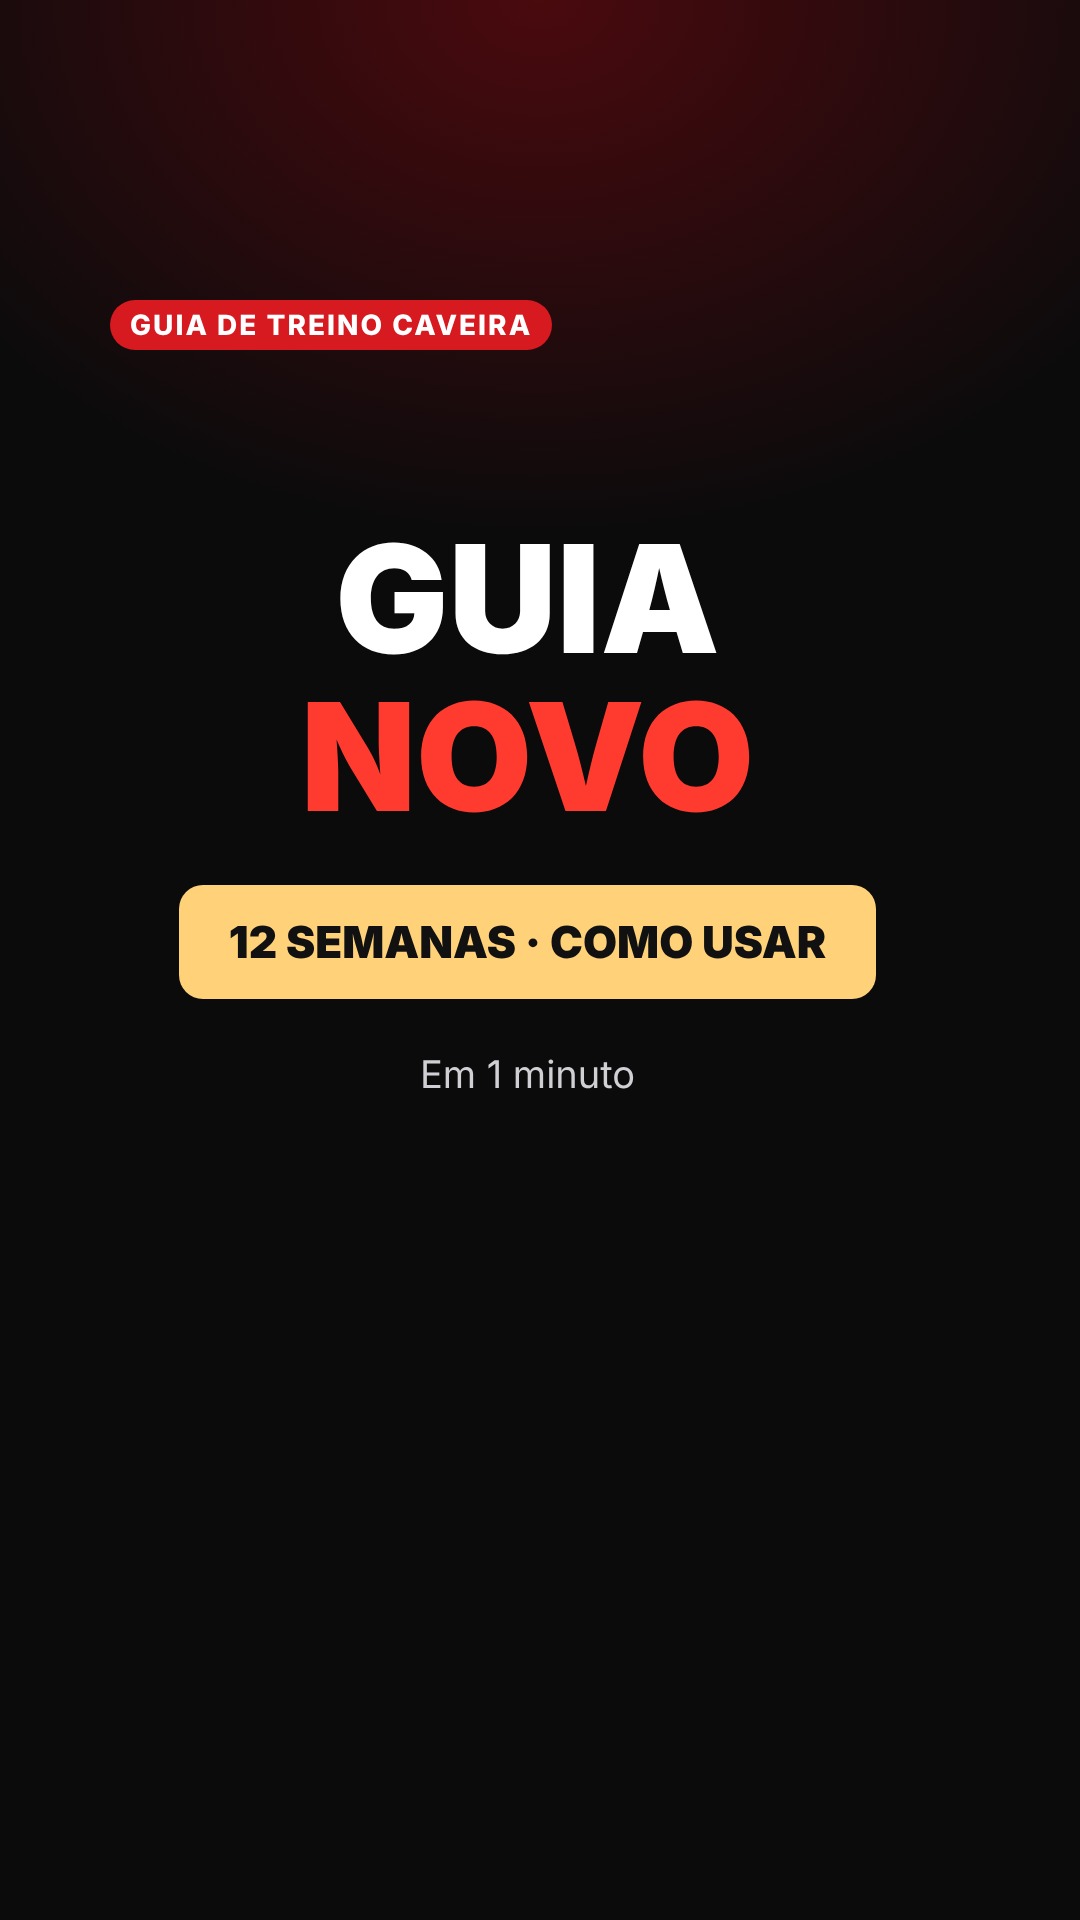 GUIA DE TREINO CAVEIRA
GUIA
NOVO
12 SEMANAS · COMO USAR
Em 1 minuto